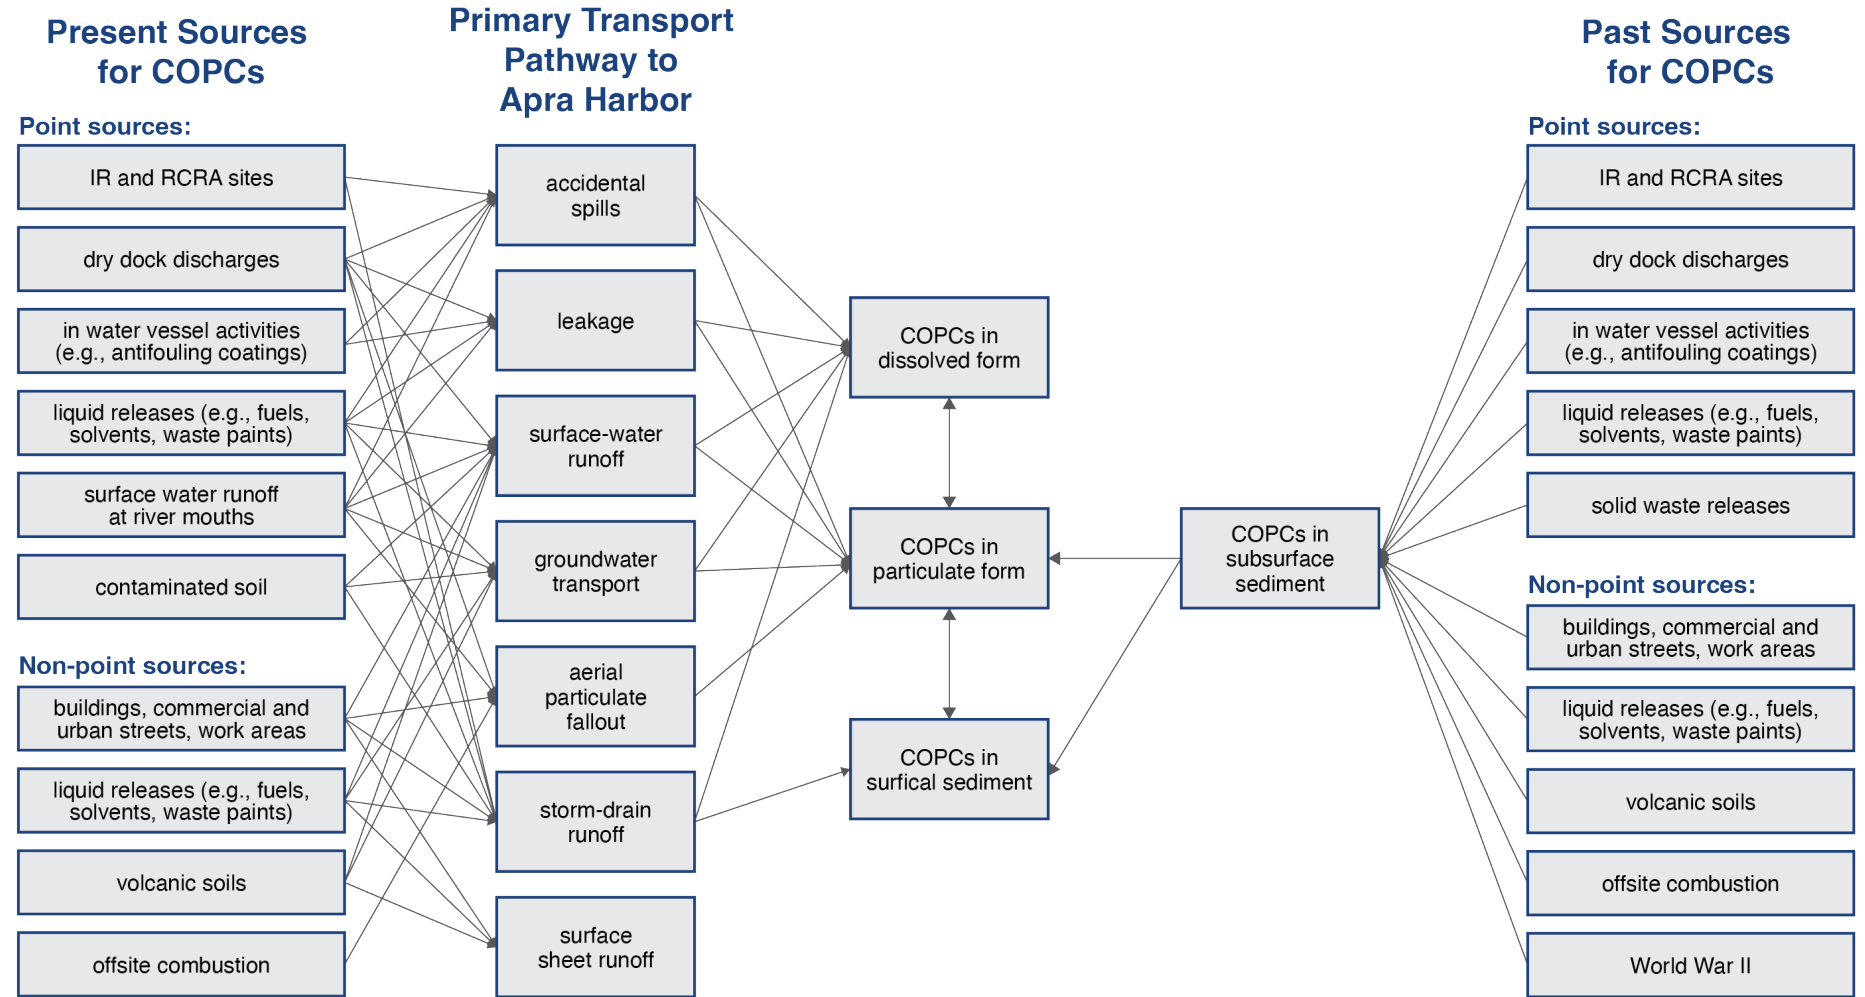 Present Sources
for COPCs
Point sources:
IR and RCRA sites
dry dock discharges
in water vessel activities
(e.g., antifouling coatings)
liquid releases (e.g., fuels,
solvents, waste paints)
surface water runoff
at river mouths
contaminated soil
Non-point sources:
buildings, commercial and
urban streets, work areas
liquid releases (e.g., fuels,
solvents, waste paints)
volcanic soils
offsite combustion
Primary Transport
Pathway to
Apra Harbor
accidental
spills
leakage
surface-water
runoff
groundwater
transport
aerial
particulate
fallout
storm-drain
runoff
surface
sheet runoff
COPCs in
dissolved form
COPCs in
particulate form
COPCs in
surfical sediment
COPCs in
subsurface
sediment
Past Sources
for COPCs
Point sources:
IR and RCRA sites
dry dock discharges
in water vessel activities
(e.g., antifouling coatings)
liquid releases (e.g., fuels,
solvents, waste paints)
solid waste releases
Non-point sources:
buildings, commercial and
urban streets, work areas
liquid releases (e.g., fuels,
solvents, waste paints)
volcanic soils
offsite combustion
World War II